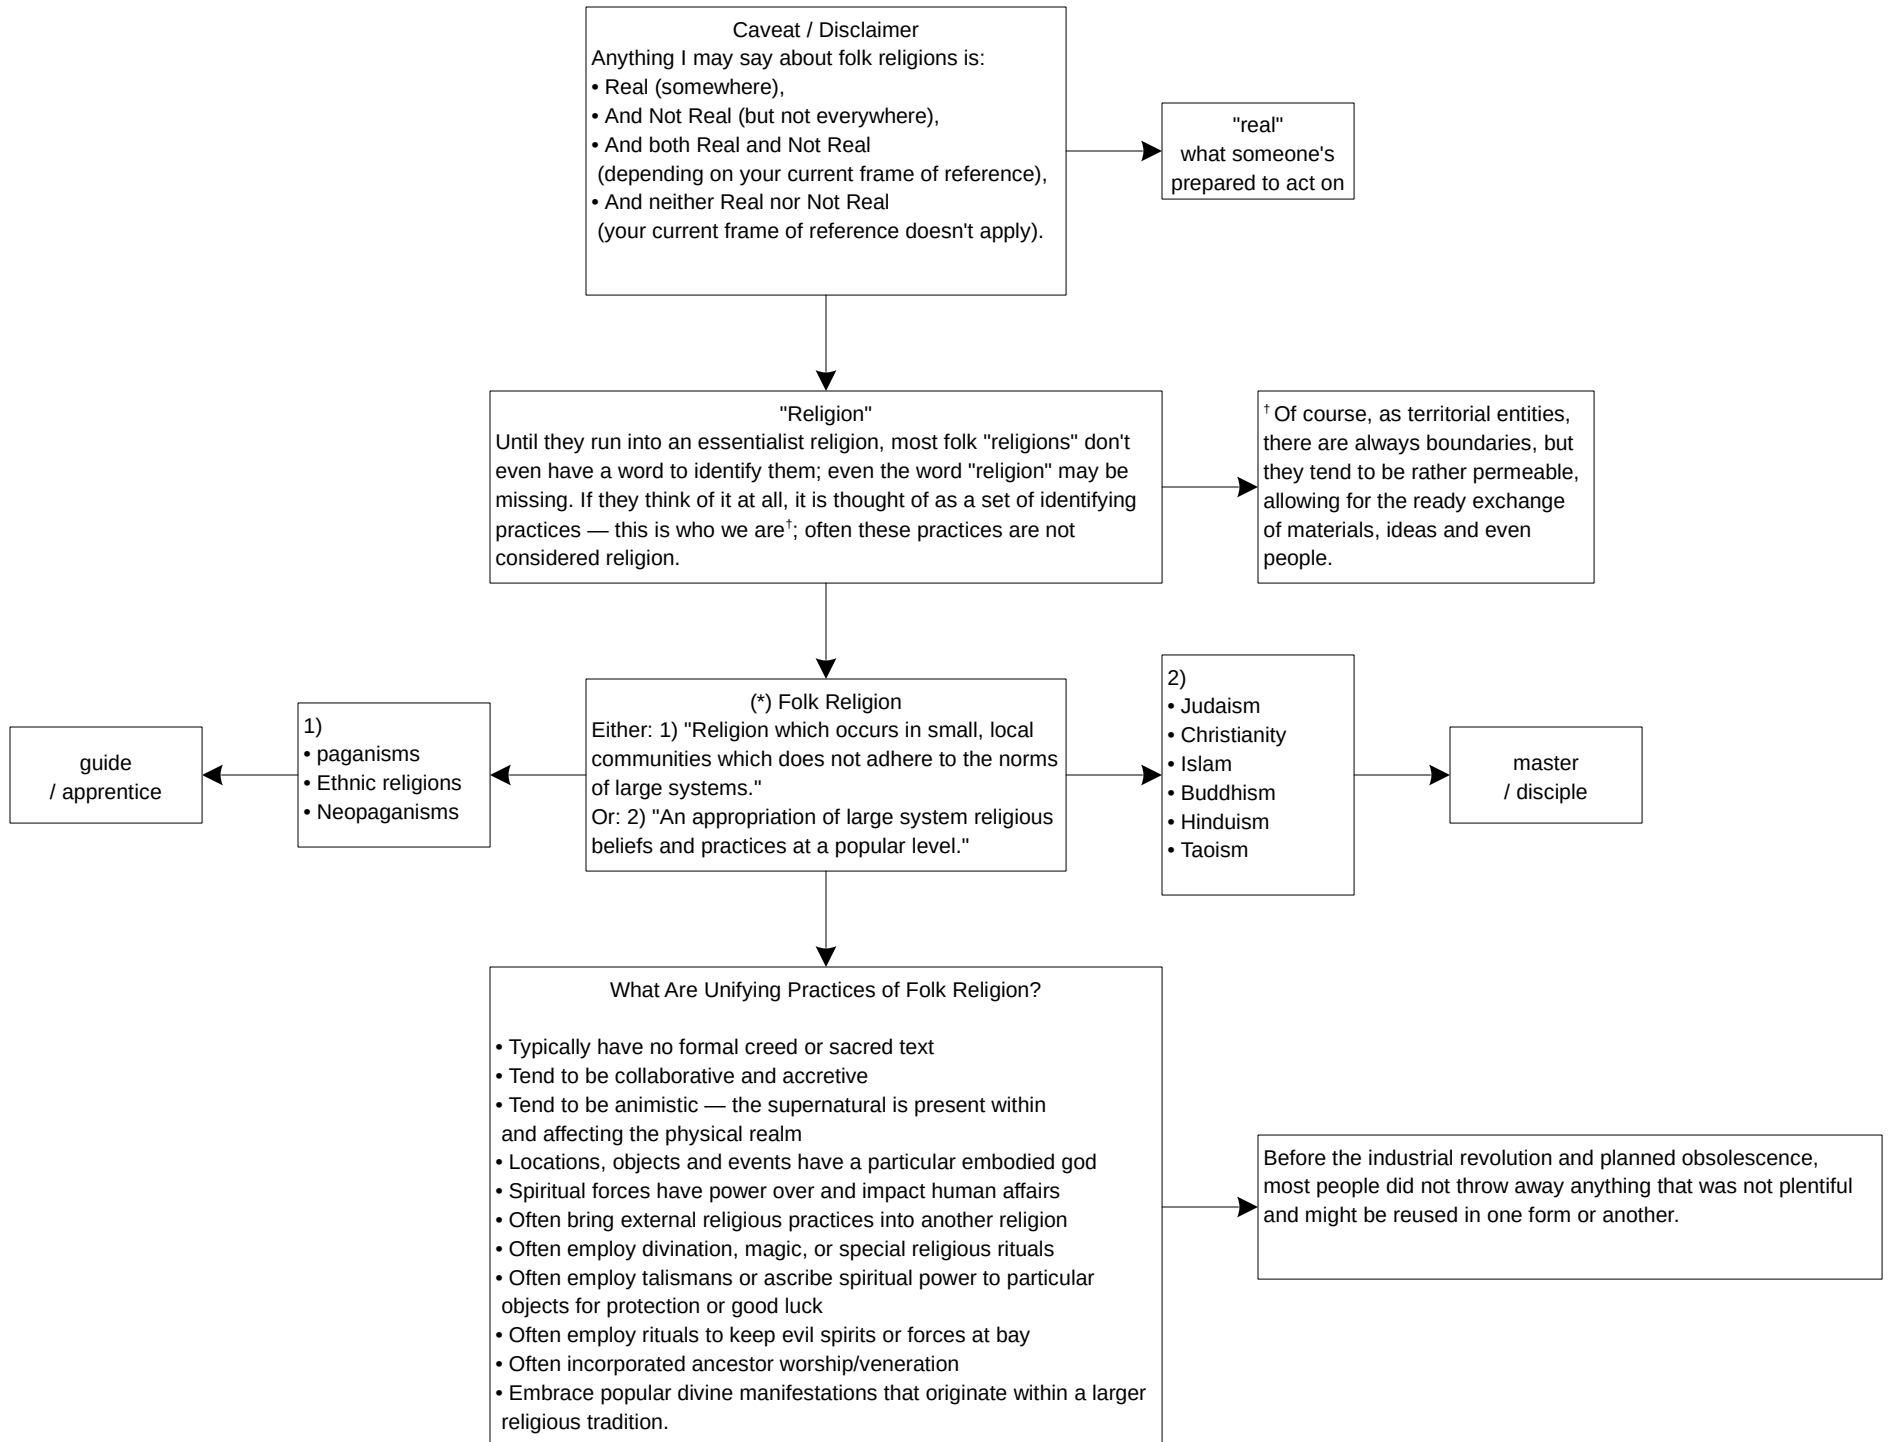 Caveat / Disclaimer
Anything I may say about folk religions is:
• Real (somewhere),
• And Not Real (but not everywhere),
• And both Real and Not Real
(depending on your current frame of reference),
• And neither Real nor Not Real
(your current frame of reference doesn't apply).
"real"
what someone's
prepared to act on
"Religion"
Until they run into an essentialist religion, most folk "religions" don't
even have a word to identify them; even the word "religion" may be
missing. If they think of it at all, it is thought of as a set of identifying
practices — this is who we are†; often these practices are not
considered religion.
† Of course, as territorial entities,
there are always boundaries, but
they tend to be rather permeable,
allowing for the ready exchange
of materials, ideas and even
people.
guide
/ apprentice
1)
• paganisms
• Ethnic religions
• Neopaganisms
(*) Folk Religion
Either: 1) "Religion which occurs in small, local
communities which does not adhere to the norms
of large systems."
Or: 2) "An appropriation of large system religious
beliefs and practices at a popular level."
2)
• Judaism
• Christianity
• Islam
• Buddhism
• Hinduism
• Taoism
master
/ disciple
What Are Unifying Practices of Folk Religion?
• Typically have no formal creed or sacred text
• Tend to be collaborative and accretive
• Tend to be animistic — the supernatural is present within
and affecting the physical realm
• Locations, objects and events have a particular embodied god
• Spiritual forces have power over and impact human affairs
• Often bring external religious practices into another religion
• Often employ divination, magic, or special religious rituals
• Often employ talismans or ascribe spiritual power to particular
objects for protection or good luck
• Often employ rituals to keep evil spirits or forces at bay
• Often incorporated ancestor worship/veneration
• Embrace popular divine manifestations that originate within a larger
religious tradition.
Before the industrial revolution and planned obsolescence,
most people did not throw away anything that was not plentiful
and might be reused in one form or another.